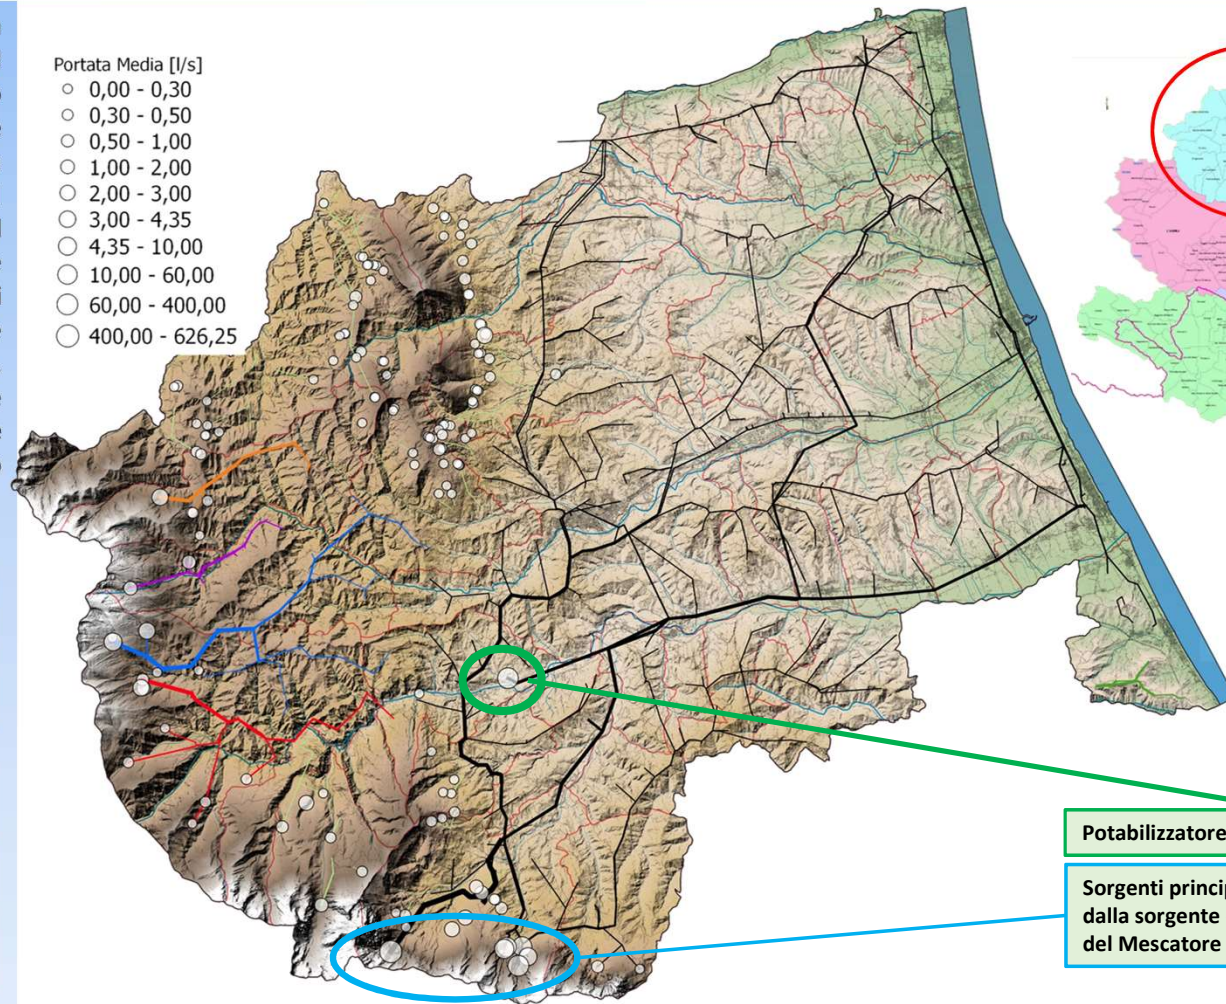 Portata Media [l/s]
0,00 - 0,30
0,30 - 0,50
0,50 - 1,00
1,00 - 2,00
2,00 - 3,00
3,00 - 4,35
4,35 - 10,00
10,00 - 60,00
60,00 - 400,00
400,00 - 626,25
Potabilizzatore
Sorgenti princip
dalla sorgente
del Mescatore